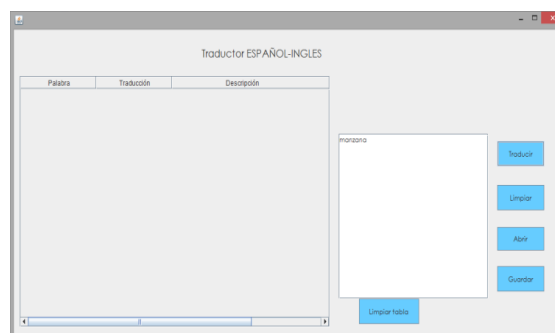 Traductor ESPAÑOL-INGLES
Palabra Traducción Descripción
manzana
Traducir
Limpiar
Abrir
Guardar
Limpiar tabla